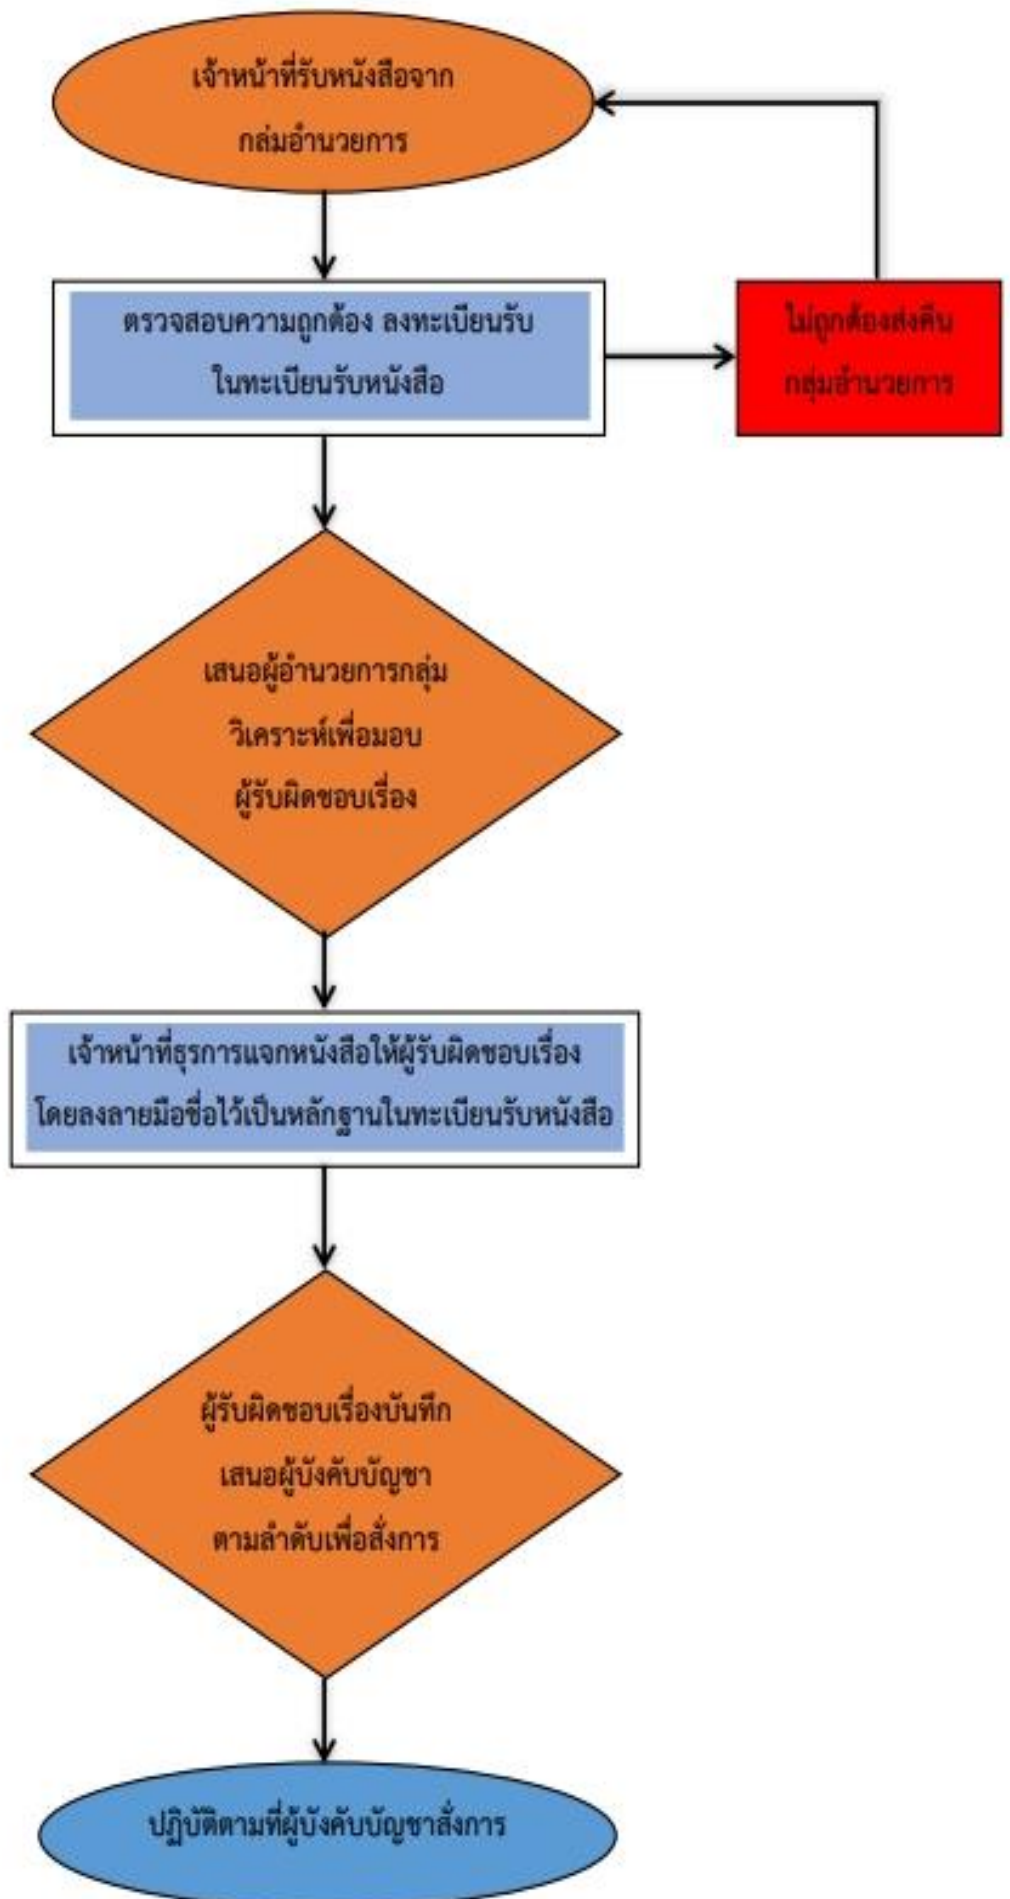 เจ้าหน้าที่รับหนังสือจาก
กล่มอำนวยการ
ตรวจสอบความถูกต้อง ลงทะเบียนรับ
ในทะเบียนรับหนังสือ
ไม่ถูกต้องส่งคืน
กลุ่มอำนวยการ
เสนอผู้อำนวยการกลุ่ม
วิเคราะห์เพื่อมอบ
ผู้รับผิดชอบเรื่อง
เจ้าหน้าที่ธุรการแจกหนังสือให้ผู้รับผิดชอบเรื่อง
โดยลงลายมือชื่อไว้เป็นหลักฐานในทะเบียนรับหนังสือ
ผู้รับผิดชอบเรื่องบันทึก
เสนอผู้บังคับบัญชา
ตามลำดับเพื่อสั่งการ
ปฏิบัติตามที่ผู้บังคับบัญชาสั่งการ